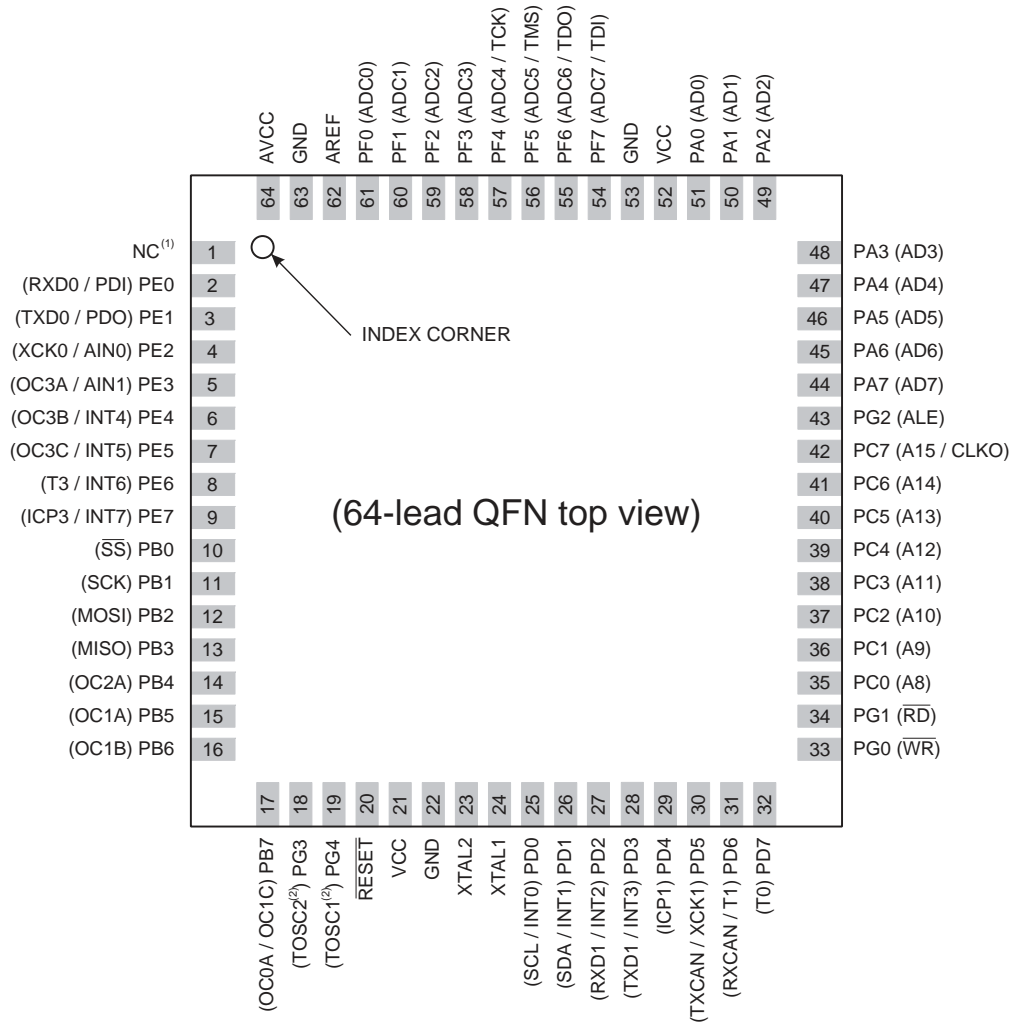 AVCC
GND
AREF
PF0 (ADC0)
PF1 (ADC1)
PF2 (ADC2)
PF3 (ADC3)
PF4 (ADC4 / TCK)
PF5 (ADC5 / TMS)
PF6 (ADC6 / TDO)
PF7 (ADC7 / TDI)
GND
VCC
PA0 (AD0)
PA1 (AD1)
PA2 (AD2)
64
63
62
61
60
59
58
57
56
55
54
53
52
51
50
49
NC(1) 1
(RXD0 / PDI) PE0 2
(TXD0 / PDO) PE1 3
(XCK0 / AIN0) PE2 4
(OC3A / AIN1) PE3 5
(OC3B / INT4) PE4 6
(OC3C / INT5) PE5 7
(T3 / INT6) PE6 8
(ICP3 / INT7) PE7 9
(S̅S̅) PB0 10
(SCK) PB1 11
(MOSI) PB2 12
(MISO) PB3 13
(OC2A) PB4 14
(OC1A) PB5 15
(OC1B) PB6 16
INDEX CORNER
(64-lead QFN top view)
48 PA3 (AD3)
47 PA4 (AD4)
46 PA5 (AD5)
45 PA6 (AD6)
44 PA7 (AD7)
43 PG2 (ALE)
42 PC7 (A15 / CLKO)
41 PC6 (A14)
40 PC5 (A13)
39 PC4 (A12)
38 PC3 (A11)
37 PC2 (A10)
36 PC1 (A9)
35 PC0 (A8)
34 PG1 (R̅D̅)
33 PG0 (W̅R̅)
17
18
19
20
21
22
23
24
25
26
27
28
29
30
31
32
(OC0A / OC1C) PB7
(TOSC2(2)) PG3
(TOSC1(2)) PG4
R̅E̅S̅E̅T̅
VCC
GND
XTAL2
XTAL1
(SCL / INT0) PD0
(SDA / INT1) PD1
(RXD1 / INT2) PD2
(TXD1 / INT3) PD3
(ICP1) PD4
(TXCAN / XCK1) PD5
(RXCAN / T1) PD6
(T0) PD7